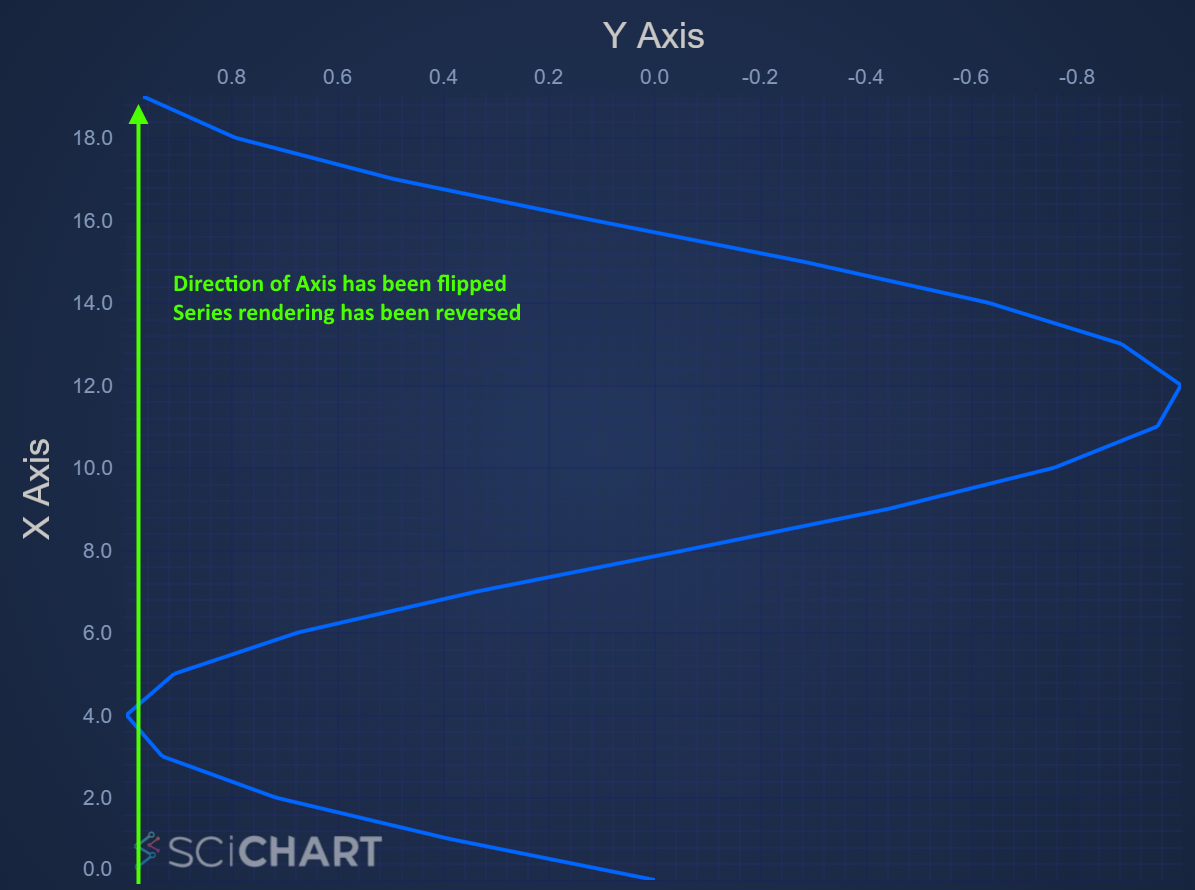 Y Axis
0.8 0.6 0.4 0.2 0.0 -0.2 -0.4 -0.6 -0.8
18.0
16.0
Direction of Axis has been flipped
14.0
Series rendering has been reversed
12.0
X Axis
10.0
8.0
6.0
4.0
2.0
SCiCHART
0.0